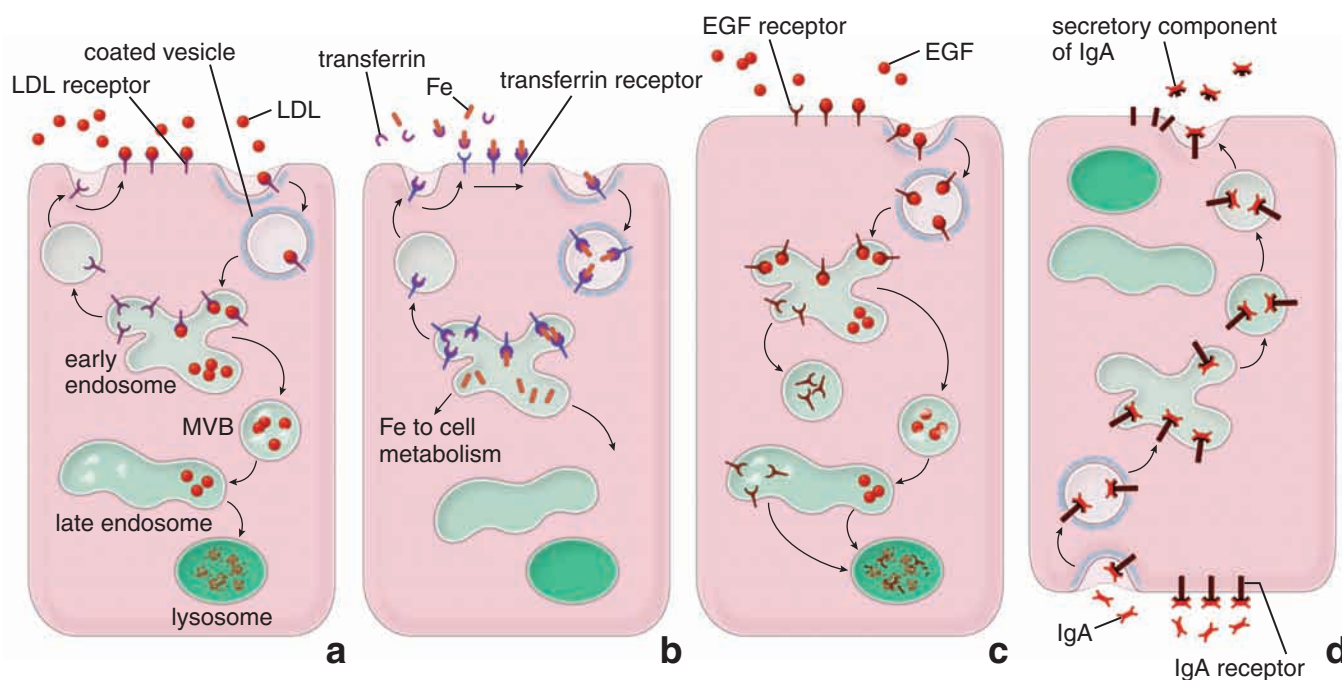 coated vesicle
LDL receptor
LDL
early
endosome
MVB
late endosome
lysosome
a
transferrin
Fe
transferrin receptor
Fe to cell
metabolism
b
EGF receptor
EGF
c
secretory component
of IgA
IgA
IgA receptor
d